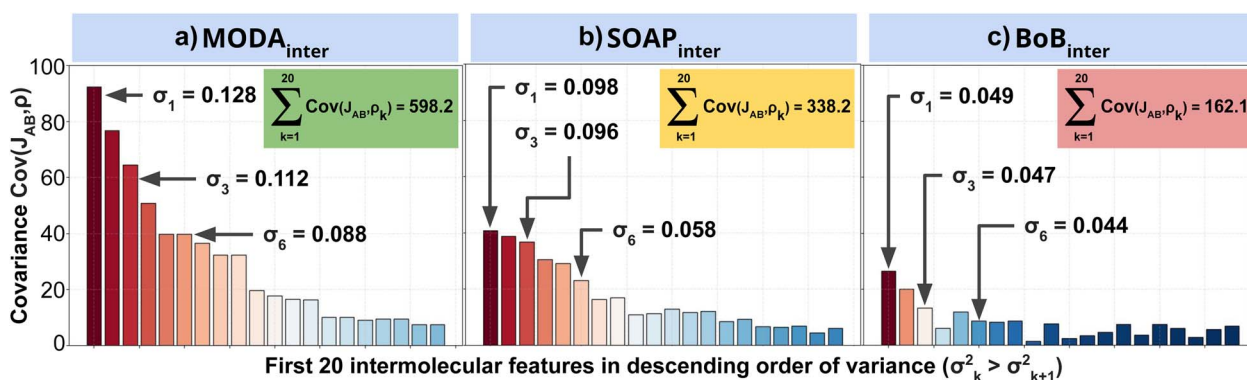 a) MODA_inter
b) SOAP_inter
c) BoB_inter
Covariance Cov(J_AB,ρ)
100
80
60
40
20
0
σ_1 = 0.128
σ_3 = 0.112
σ_6 = 0.088
20
∑ Cov(J_AB,ρ_k) = 598.2
k=1
σ_1 = 0.098
σ_3 = 0.096
σ_6 = 0.058
20
∑ Cov(J_AB,ρ_k) = 338.2
k=1
σ_1 = 0.049
σ_3 = 0.047
σ_6 = 0.044
20
∑ Cov(J_AB,ρ_k) = 162.1
k=1
First 20 intermolecular features in descending order of variance (σ²_k > σ²_k+1)